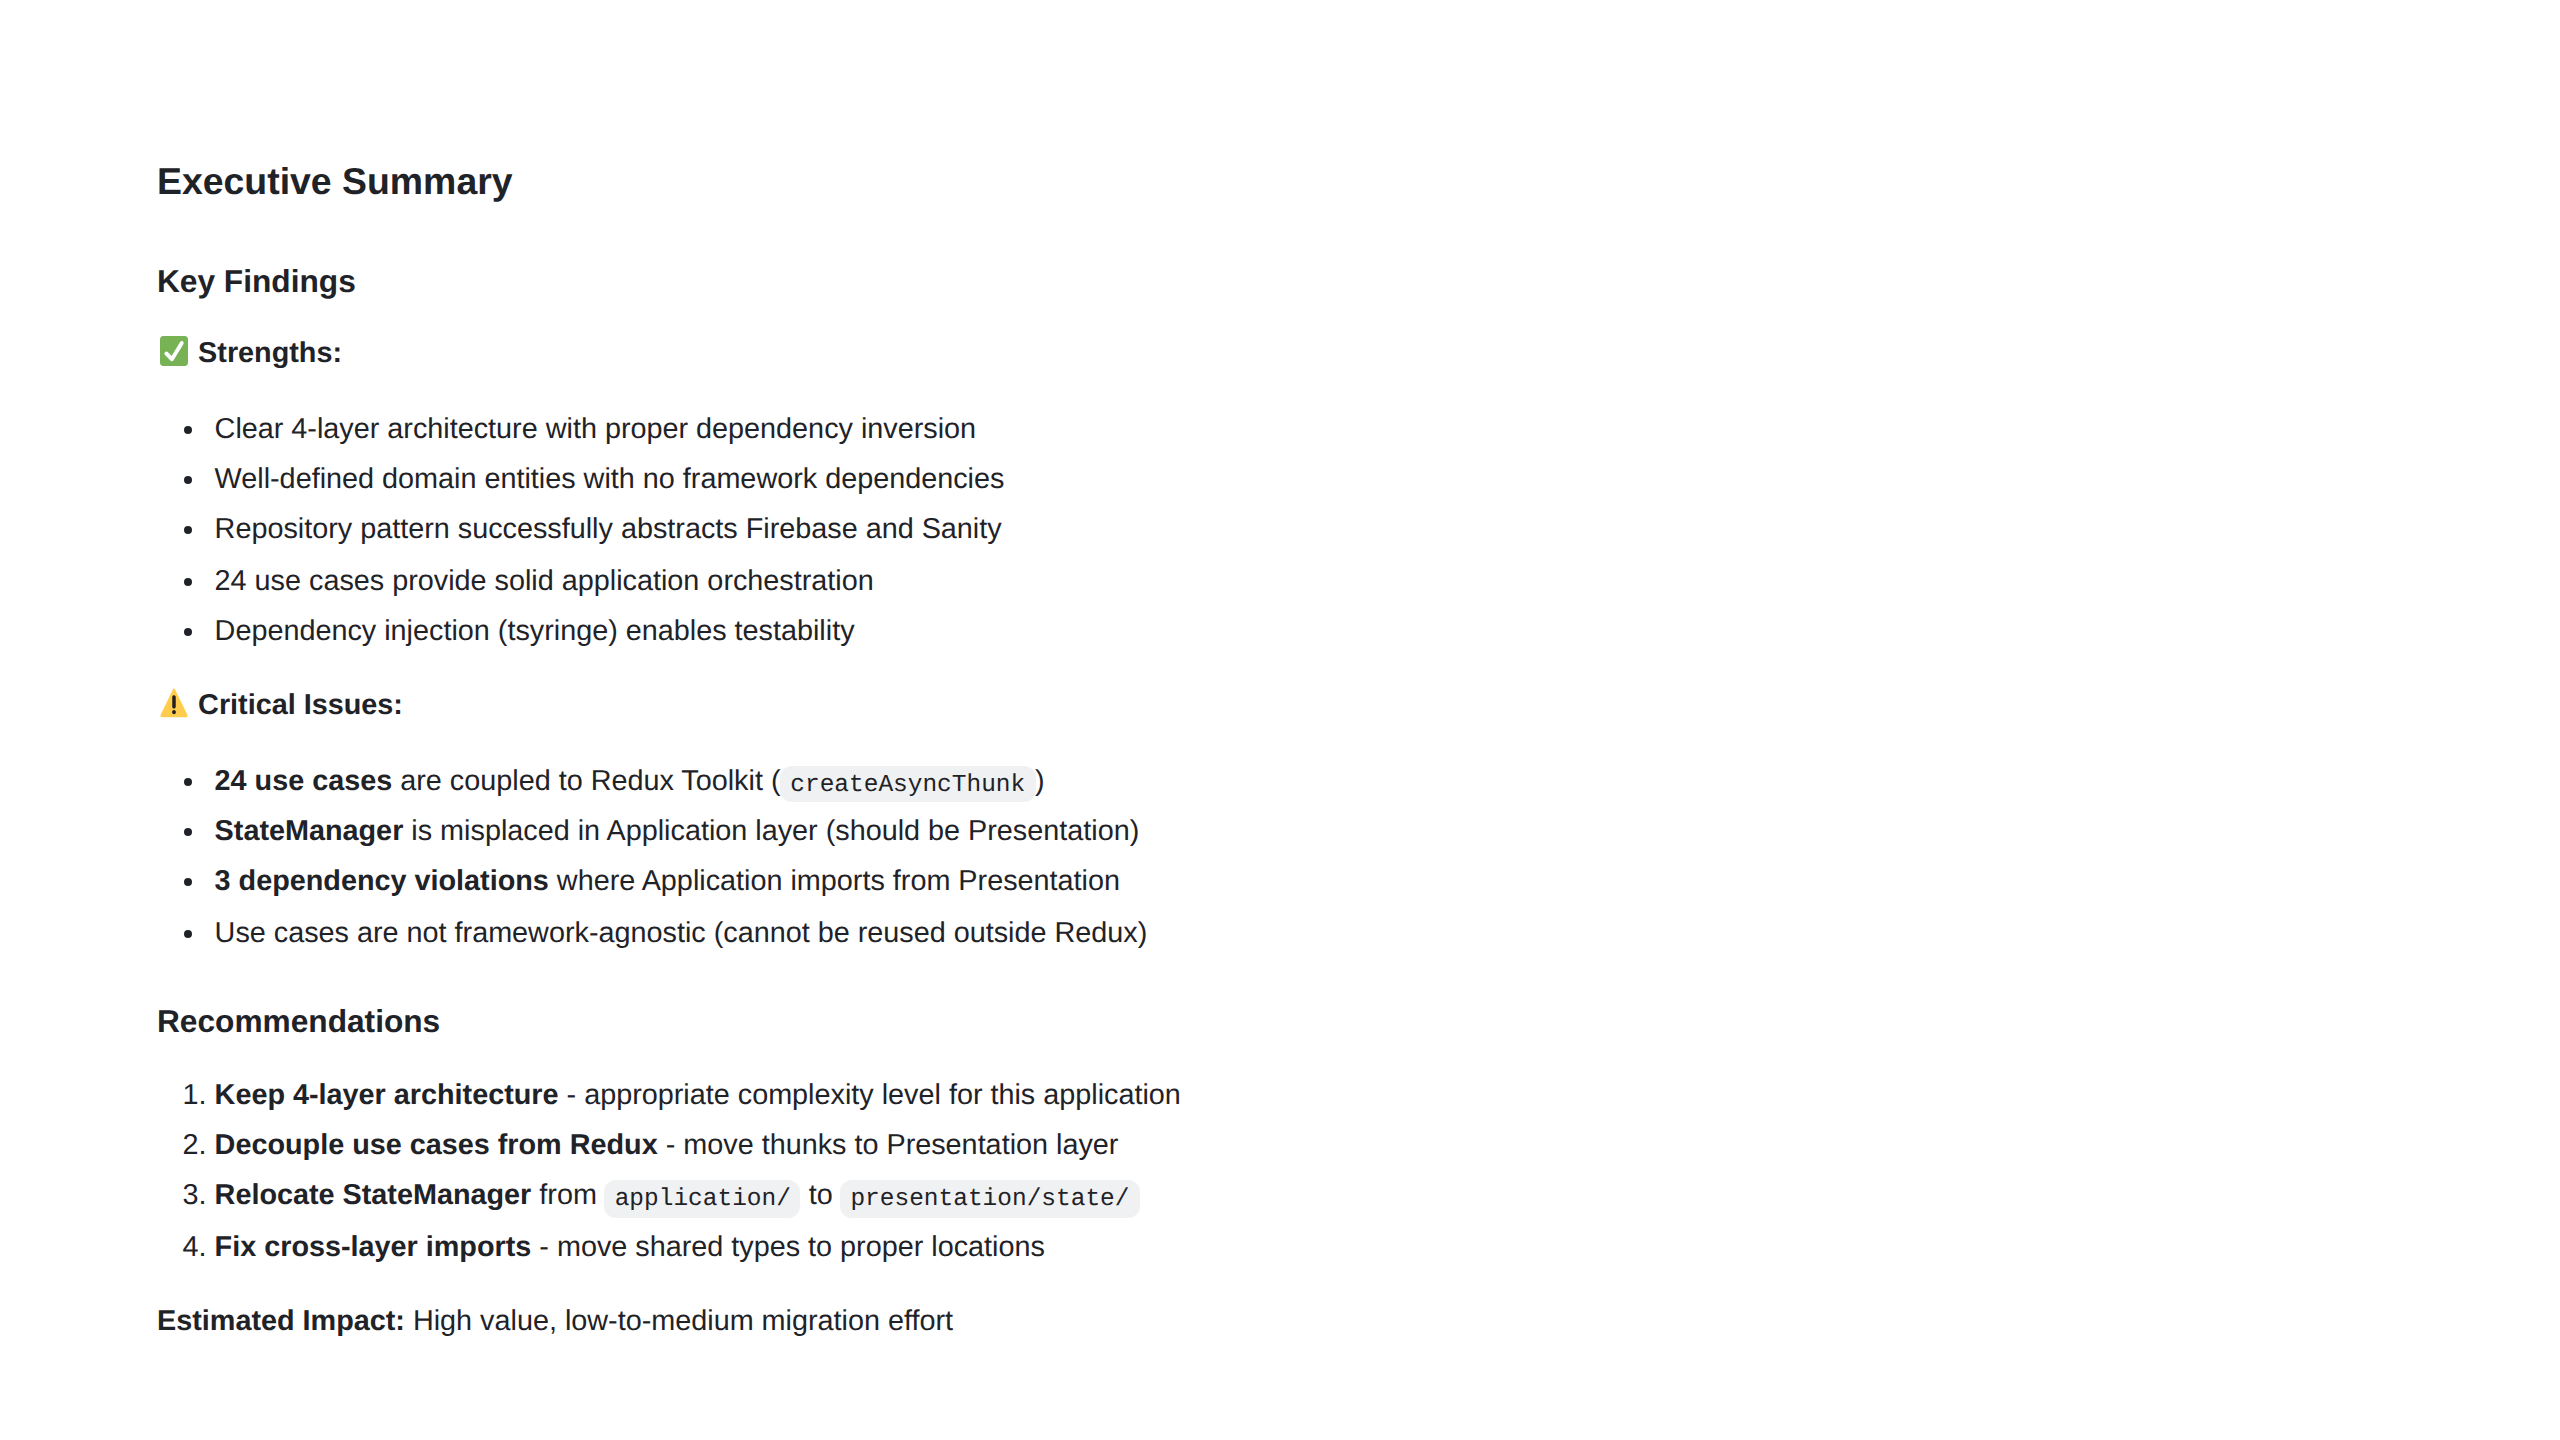 Executive Summary
Key Findings
✅ Strengths:
• Clear 4-layer architecture with proper dependency inversion
• Well-defined domain entities with no framework dependencies
• Repository pattern successfully abstracts Firebase and Sanity
• 24 use cases provide solid application orchestration
• Dependency injection (tsyringe) enables testability
⚠️ Critical Issues:
• 24 use cases are coupled to Redux Toolkit (createAsyncThunk)
• StateManager is misplaced in Application layer (should be Presentation)
• 3 dependency violations where Application imports from Presentation
• Use cases are not framework-agnostic (cannot be reused outside Redux)
Recommendations
1. Keep 4-layer architecture - appropriate complexity level for this application
2. Decouple use cases from Redux - move thunks to Presentation layer
3. Relocate StateManager from application/ to presentation/state/
4. Fix cross-layer imports - move shared types to proper locations
Estimated Impact: High value, low-to-medium migration effort